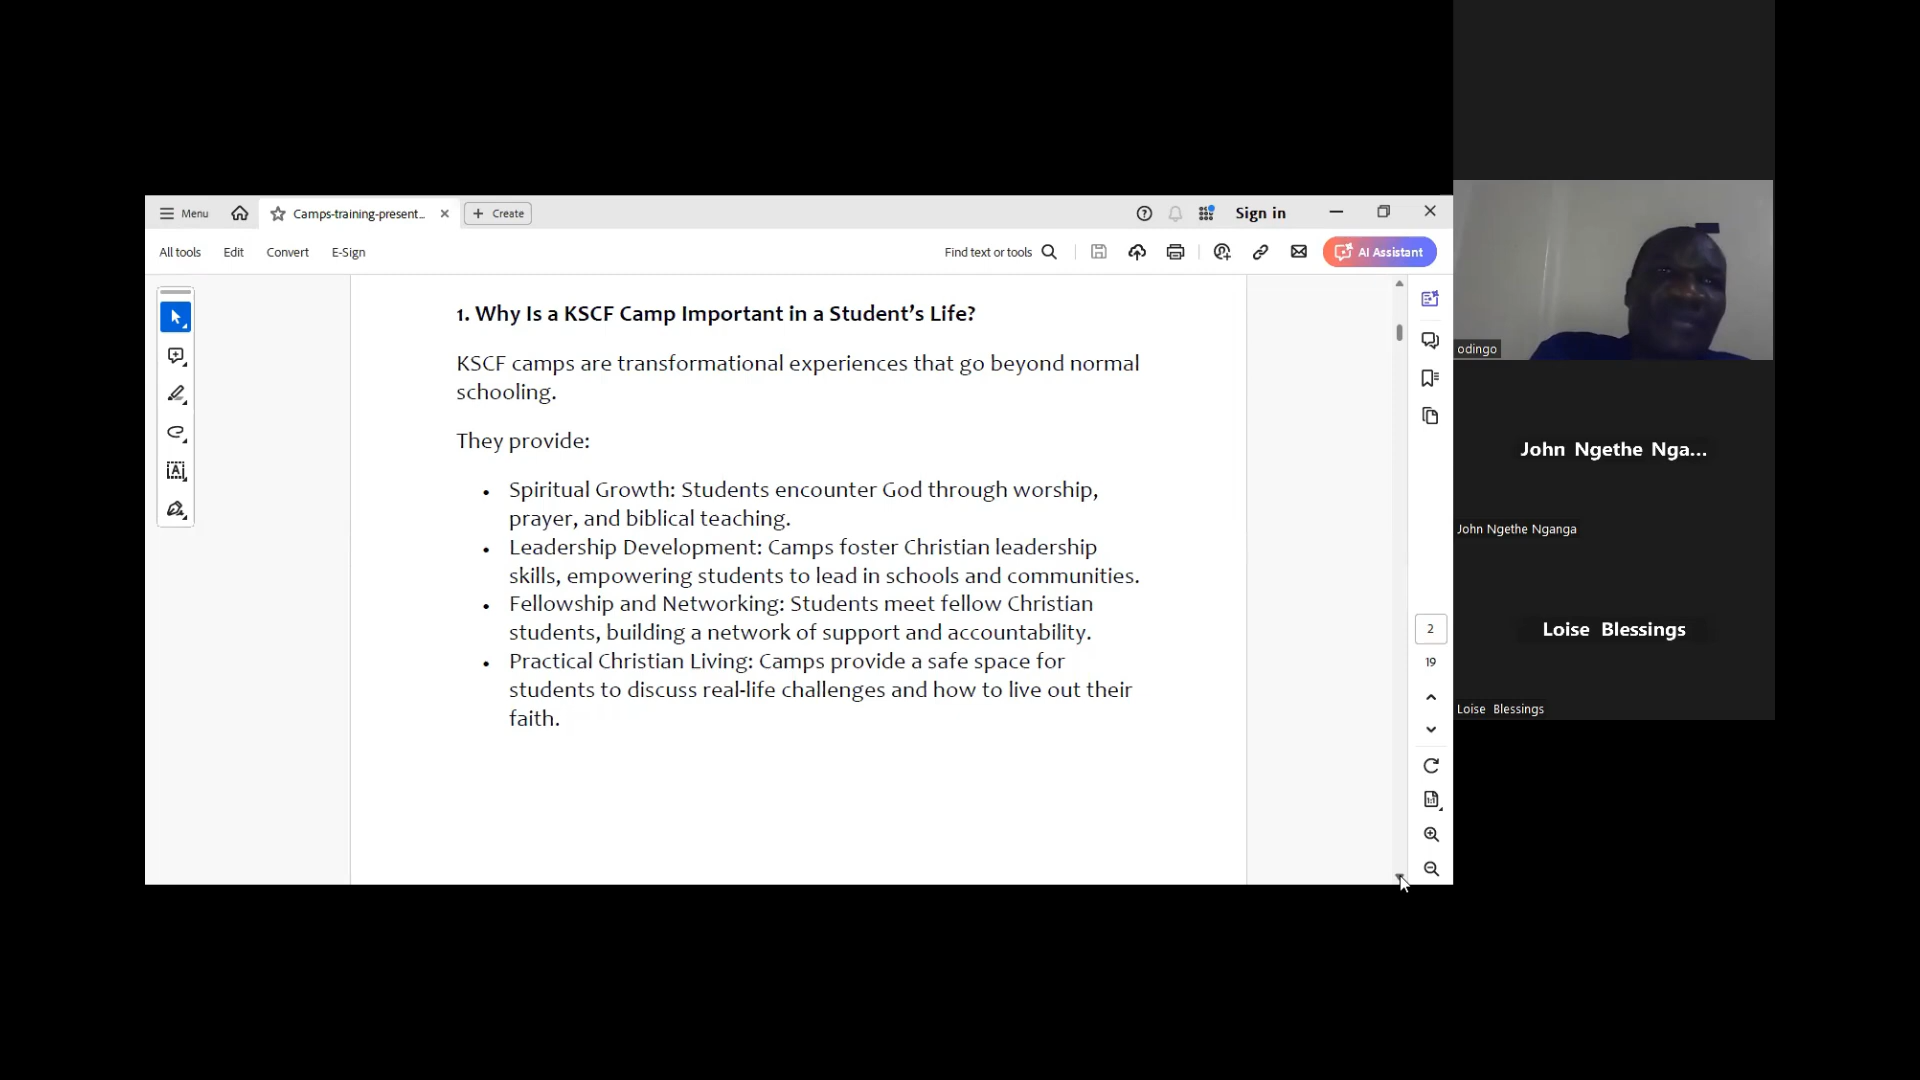 Menu
Camps-training-present...
Create
Sign in
All tools
Edit
Convert
E-Sign
Find text or tools
AI Assistant
1. Why Is a KSCF Camp Important in a Student’s Life?
KSCF camps are transformational experiences that go beyond normal
schooling.
They provide:
• Spiritual Growth: Students encounter God through worship,
prayer, and biblical teaching.
• Leadership Development: Camps foster Christian leadership
skills, empowering students to lead in schools and communities.
• Fellowship and Networking: Students meet fellow Christian
students, building a network of support and accountability.
• Practical Christian Living: Camps provide a safe space for
students to discuss real-life challenges and how to live out their
faith.
2
19
odingo
John Ngethe Nga...
John Ngethe Nganga
Loise Blessings
Loise Blessings